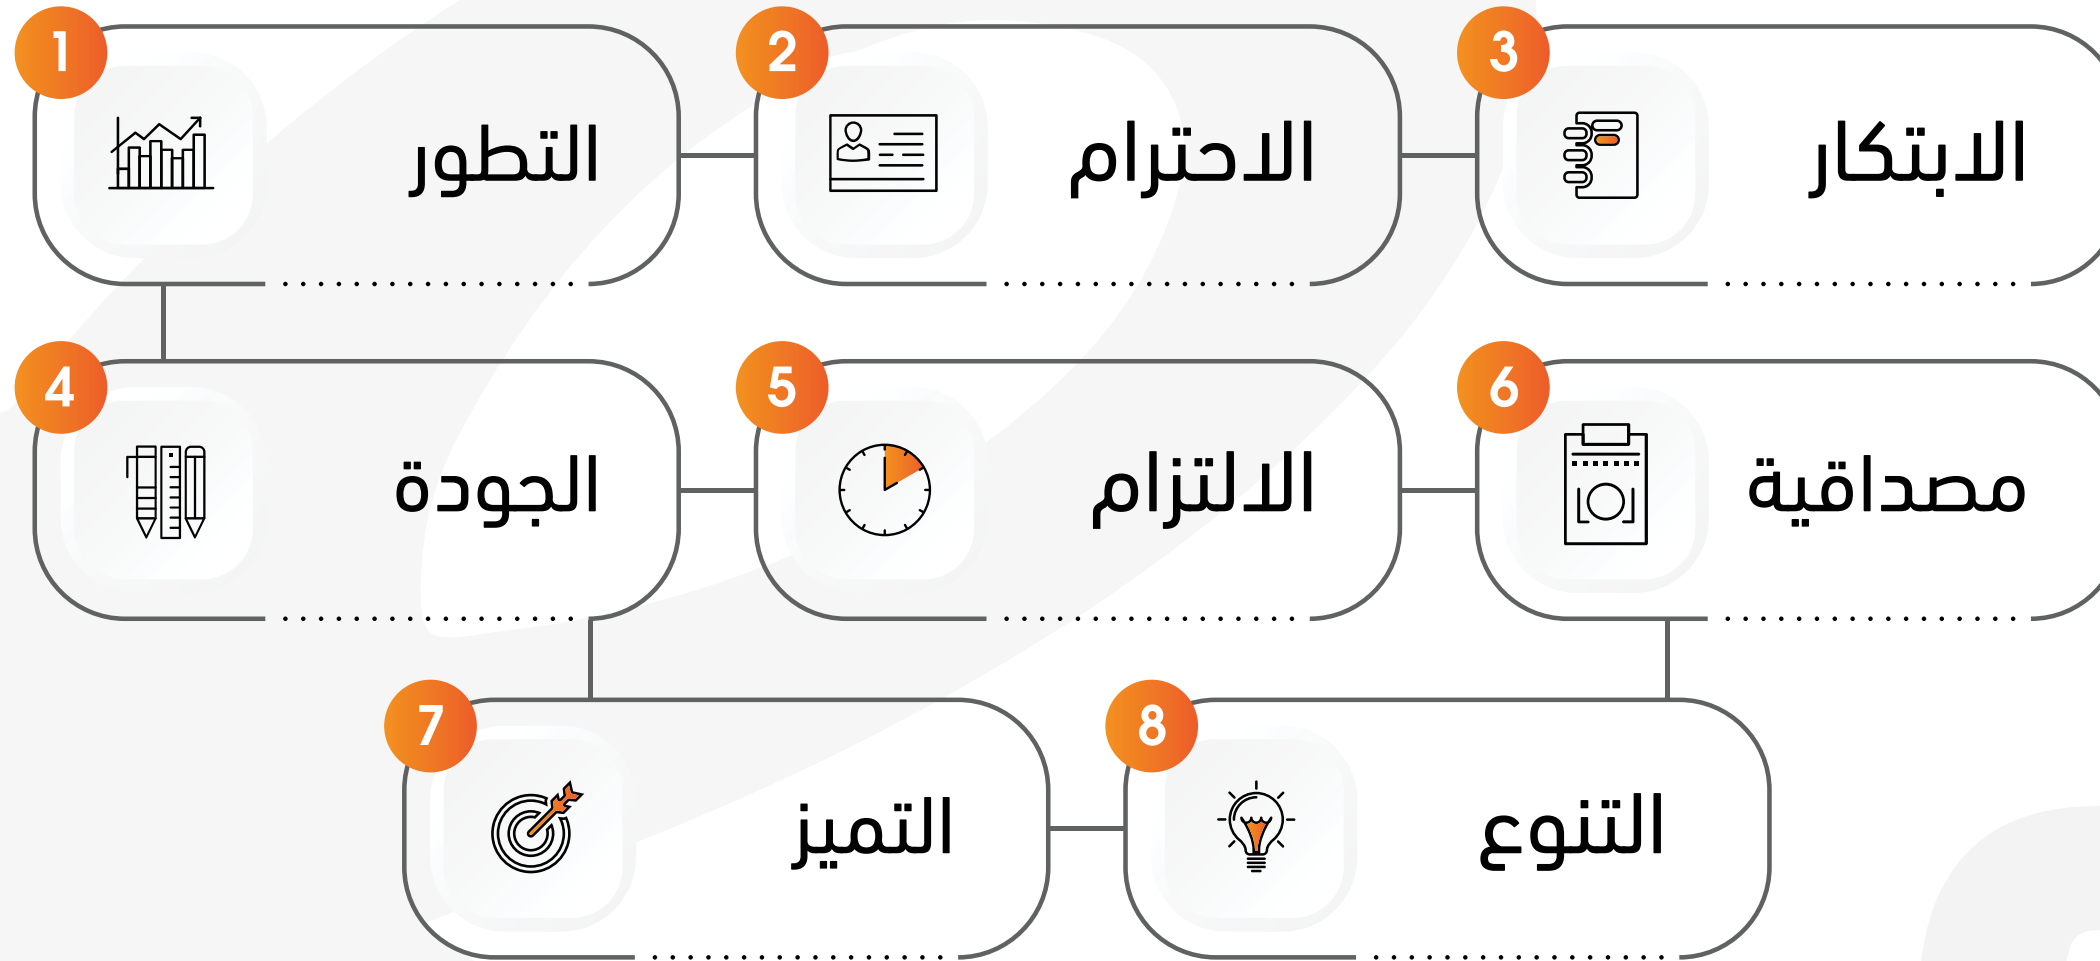 1
التطور
2
الاحترام
3
الابتكار
4
الجودة
5
الالتزام
6
مصداقية
7
التميز
8
التنوع